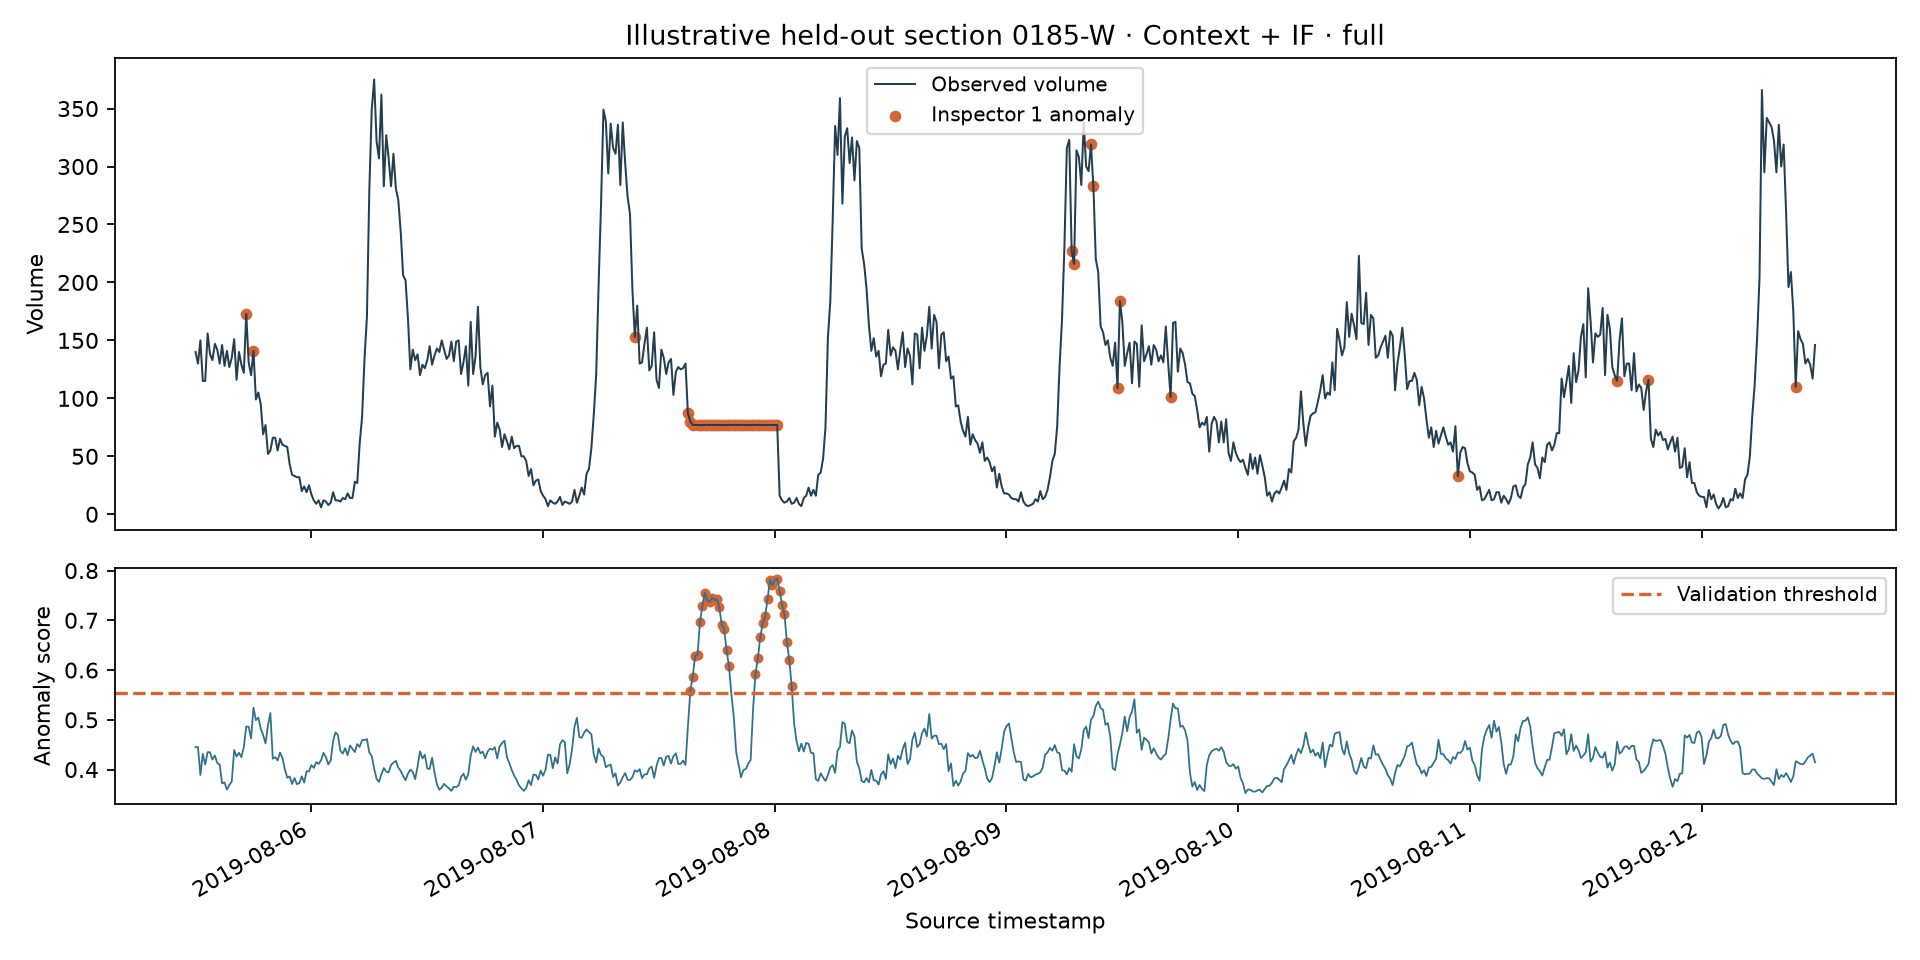 Illustrative held-out section 0185-W · Context + IF · full
Observed volume
Inspector 1 anomaly
Volume
350
300
250
200
150
100
50
0
Validation threshold
Anomaly score
0.8
0.7
0.6
0.5
0.4
2019-08-06
2019-08-07
2019-08-08
2019-08-09
2019-08-10
2019-08-11
2019-08-12
Source timestamp